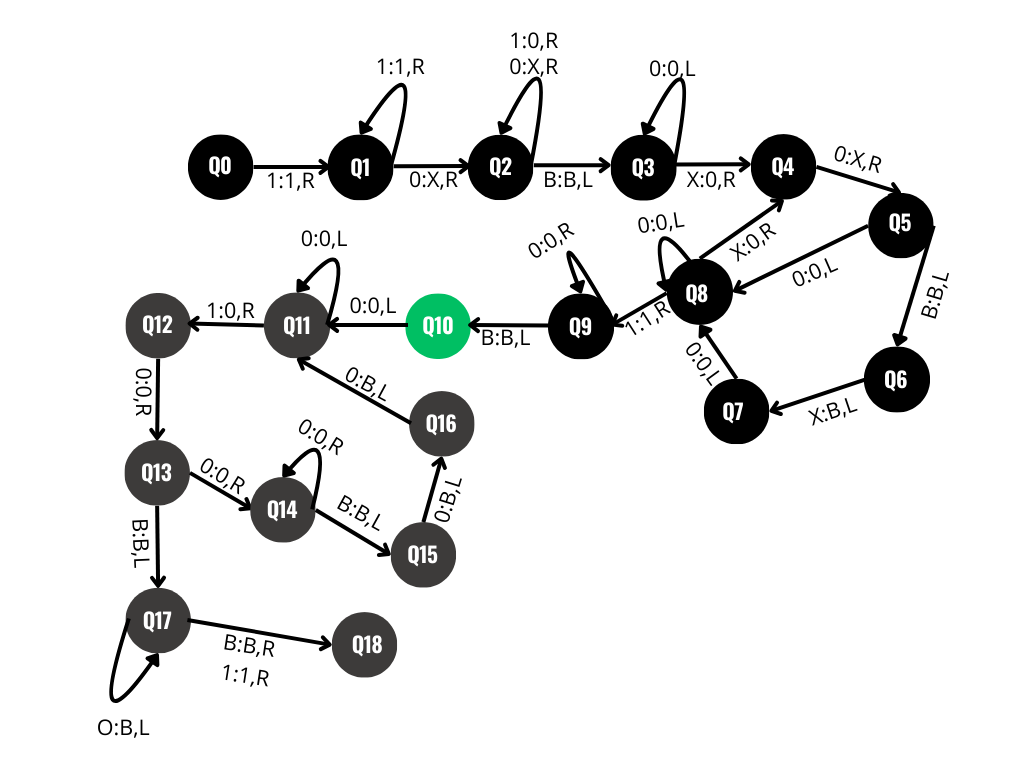 1:0,R
0:X,R
1:1,R
0:0,L
Q0
1:1,R
Q1
0:X,R
Q2
B:B,L
Q3
X:0,R
Q4
0:X,R
Q5
0:0,L
0:0,R
0:0,L
X:0,R
0:0,L
B:B,L
Q12
1:0,R
Q11
0:0,L
Q10
B:B,L
Q9
1:1,R
Q8
0:0,L
Q6
X:B,L
Q7
0:0,R
0:B,L
Q16
0:0,R
Q13
0:0,R
Q14
B:B,L
0:B,L
Q15
B:B,L
Q17
B:B,R
1:1,R
Q18
O:B,L